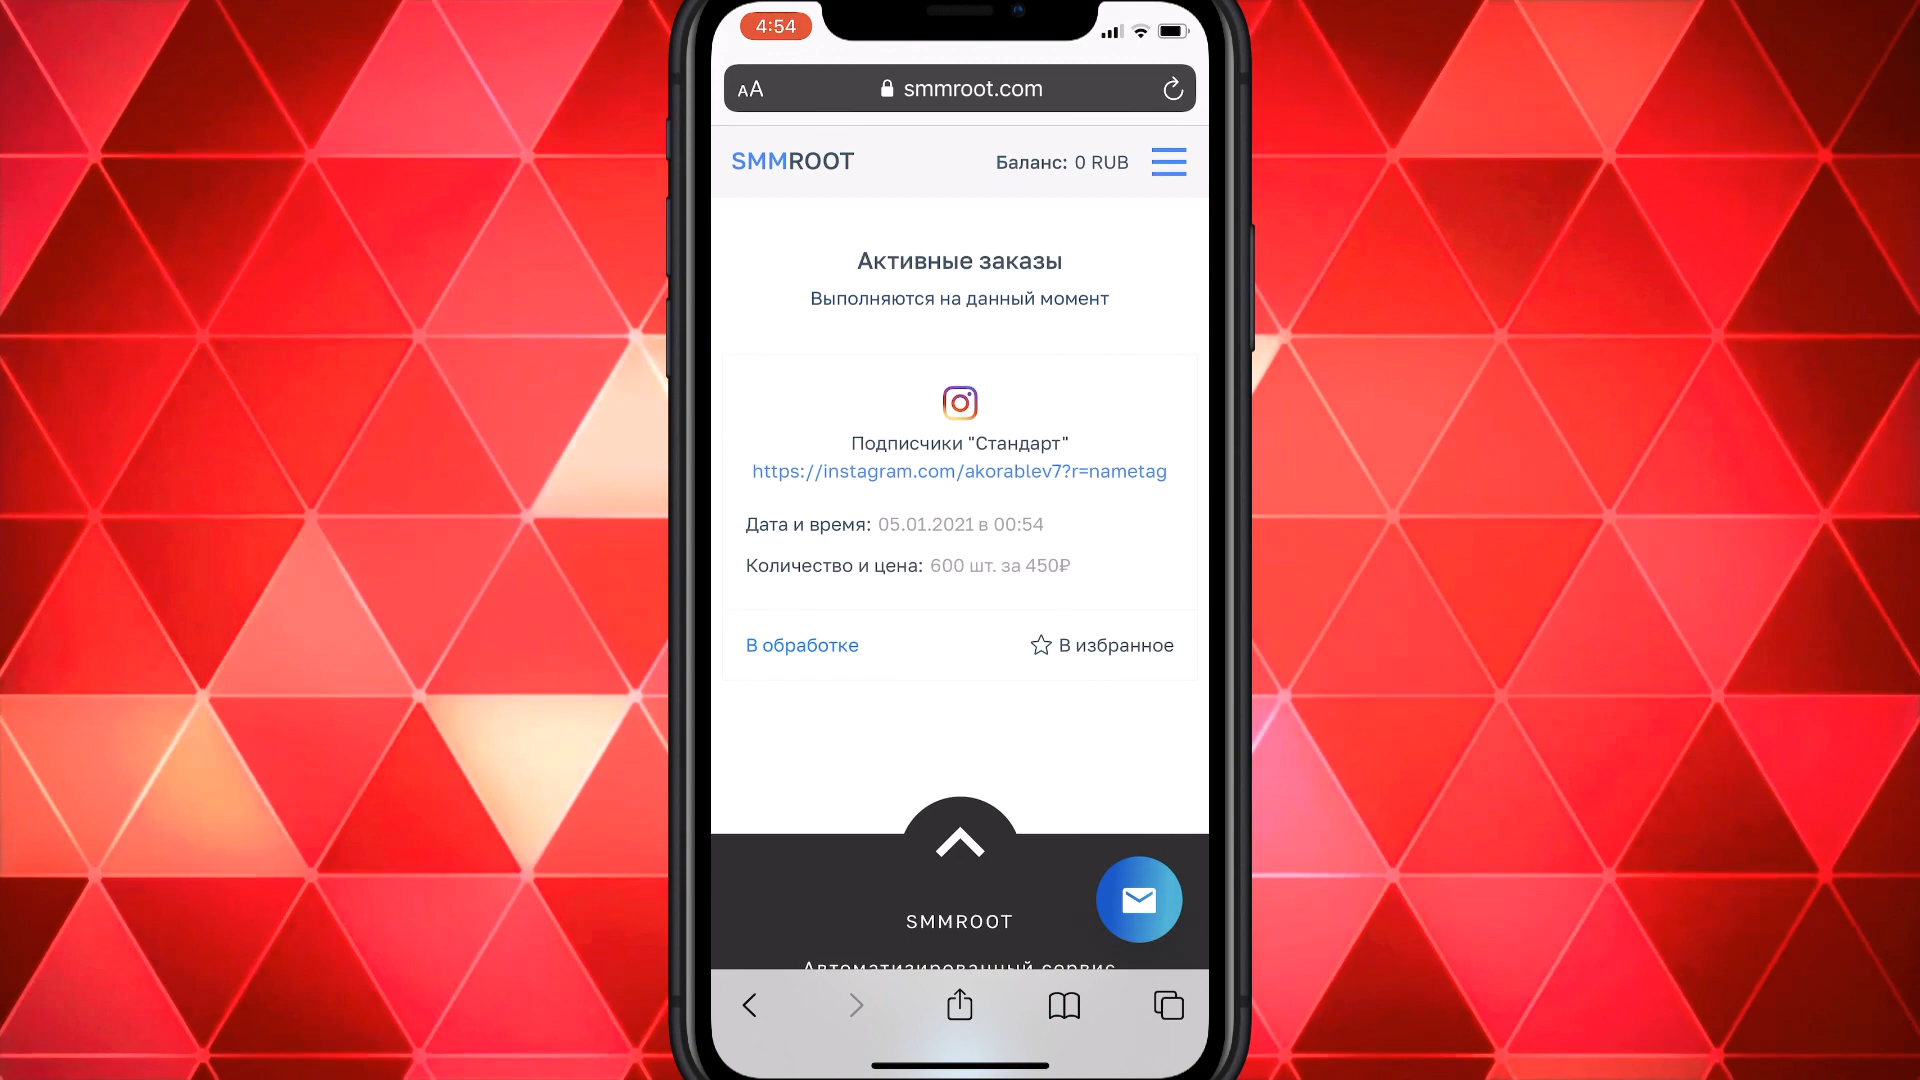 4:54
AA smmroot.com
SMMROOT Баланс: 0 RUB
Активные заказы
Выполняются на данный момент
Подписчики "Стандарт"
https://instagram.com/akorablev7?r=nametag
Дата и время: 05.01.2021 в 00:54
Количество и цена: 600 шт. за 450₽
В обработке В избранное
SMMROOT
Автоматизированный сервис